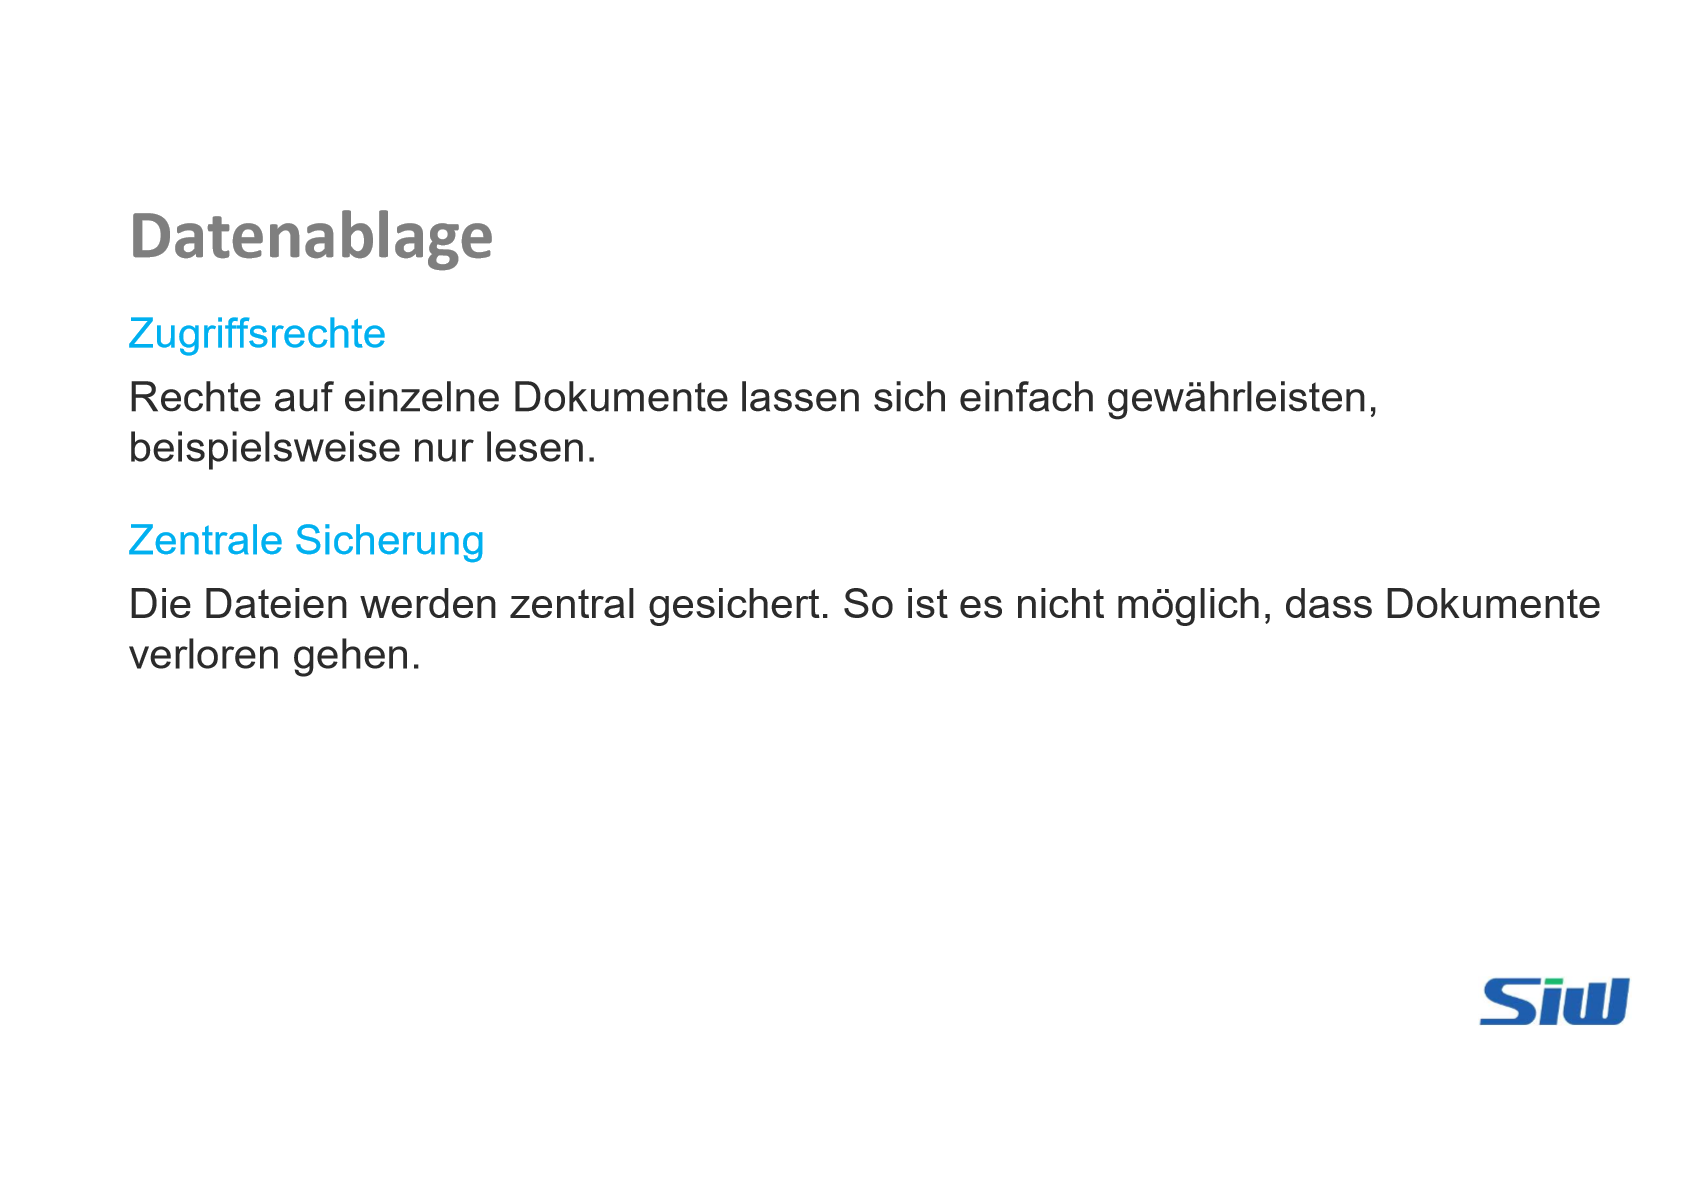 Datenablage
Zugriffsrechte
Rechte auf einzelne Dokumente lassen sich einfach gewährleisten,
beispielsweise nur lesen.
Zentrale Sicherung
Die Dateien werden zentral gesichert. So ist es nicht möglich, dass Dokumente
verloren gehen.
Siw